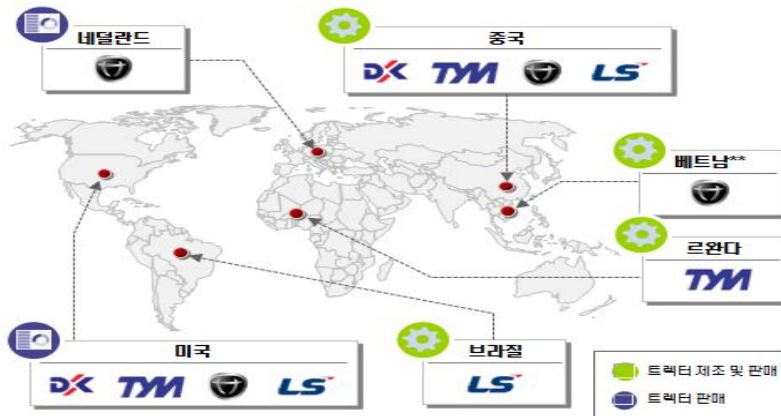 네덜란드
중국
DK TYM LS
베트남**
르완다
TYM
미국
DK TYM LS
브라질
LS
트랙터 제조 및 판매
트랙터 판매